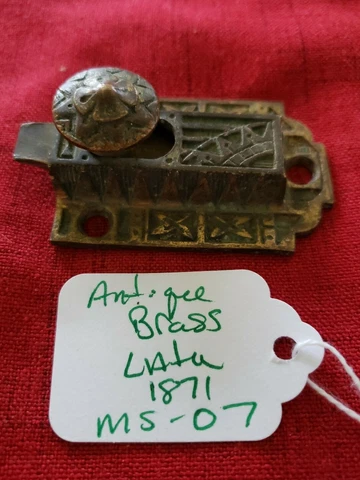 Antique
Brass
Latch
1871
MS-07